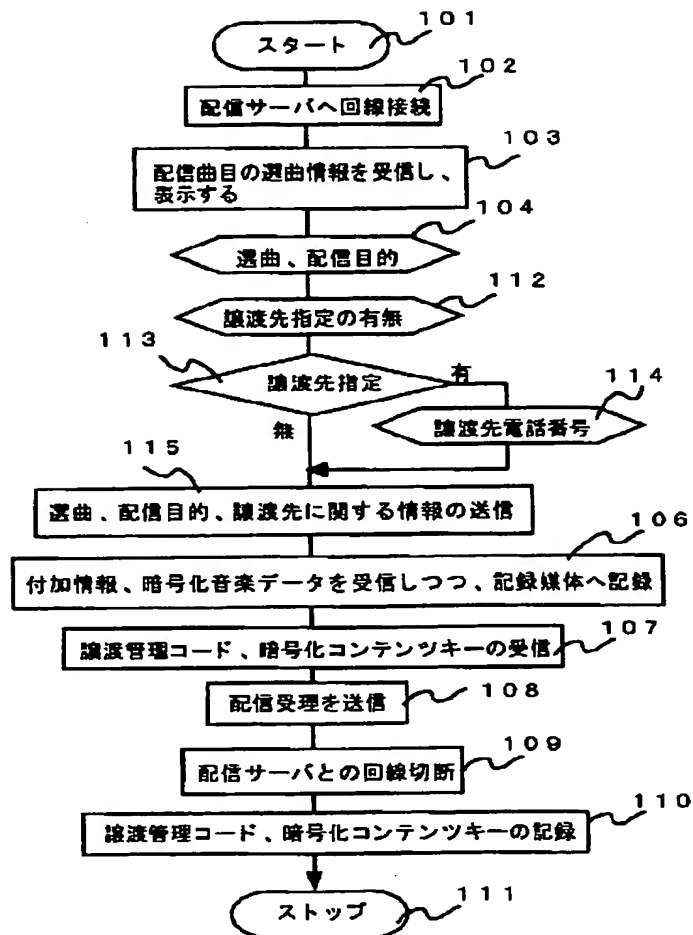 スタート
101
102
配信サーバへ回線接続
103
配信曲目の選曲情報を受信し、
表示する
104
選曲、配信目的
112
譲渡先指定の有無
113
譲渡先指定
有
無
114
譲渡先電話番号
115
選曲、配信目的、譲渡先に関する情報の送信
106
付加情報、暗号化音楽データを受信しつつ、記録媒体へ記録
107
譲渡管理コード、暗号化コンテンツキーの受信
108
配信受理を送信
109
配信サーバとの回線切断
110
譲渡管理コード、暗号化コンテンツキーの記録
111
ストップ